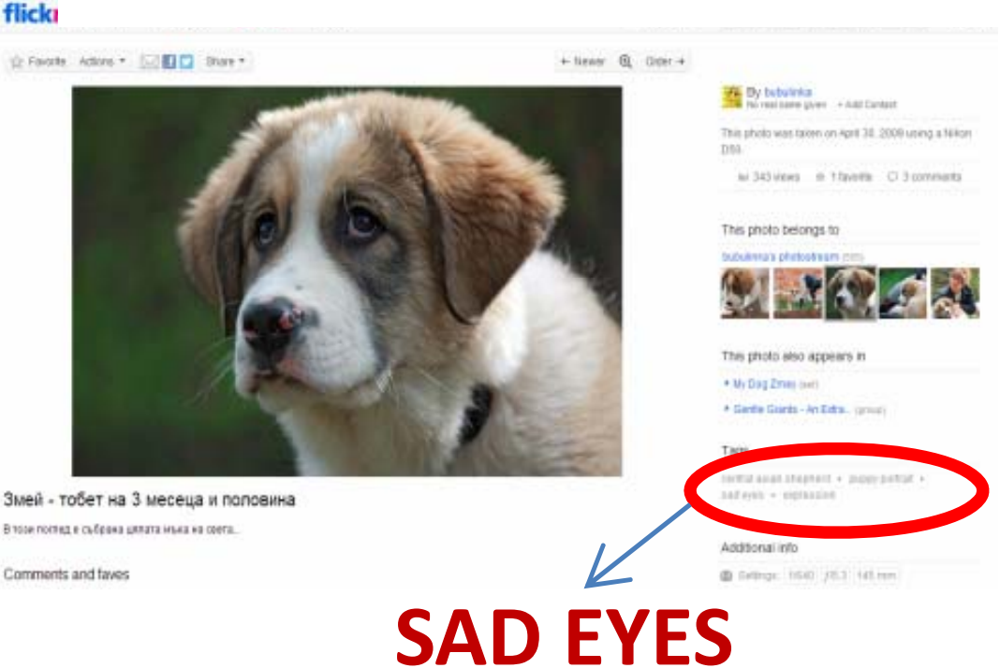 flickr
Favorite Actions Share
← Newer Older →
By bubulinka
No real name given + Add Contact
This photo was taken on April 30, 2009 using a Nikon
D50.
343 views 1 favorite 3 comments
This photo belongs to
bubulinka's photostream
This photo also appears in
• My Dog Zmey (set)
• Gentle Giants - An Extra.. (group)
Tags
central asian shepherd • puppy portrait •
sad eyes • expression
Змей - тобет на 3 месеца и половина
В този поглед е събрана цялата мъка на света...
Additional info
Settings: f/5.3 145 mm
Comments and faves
SAD EYES